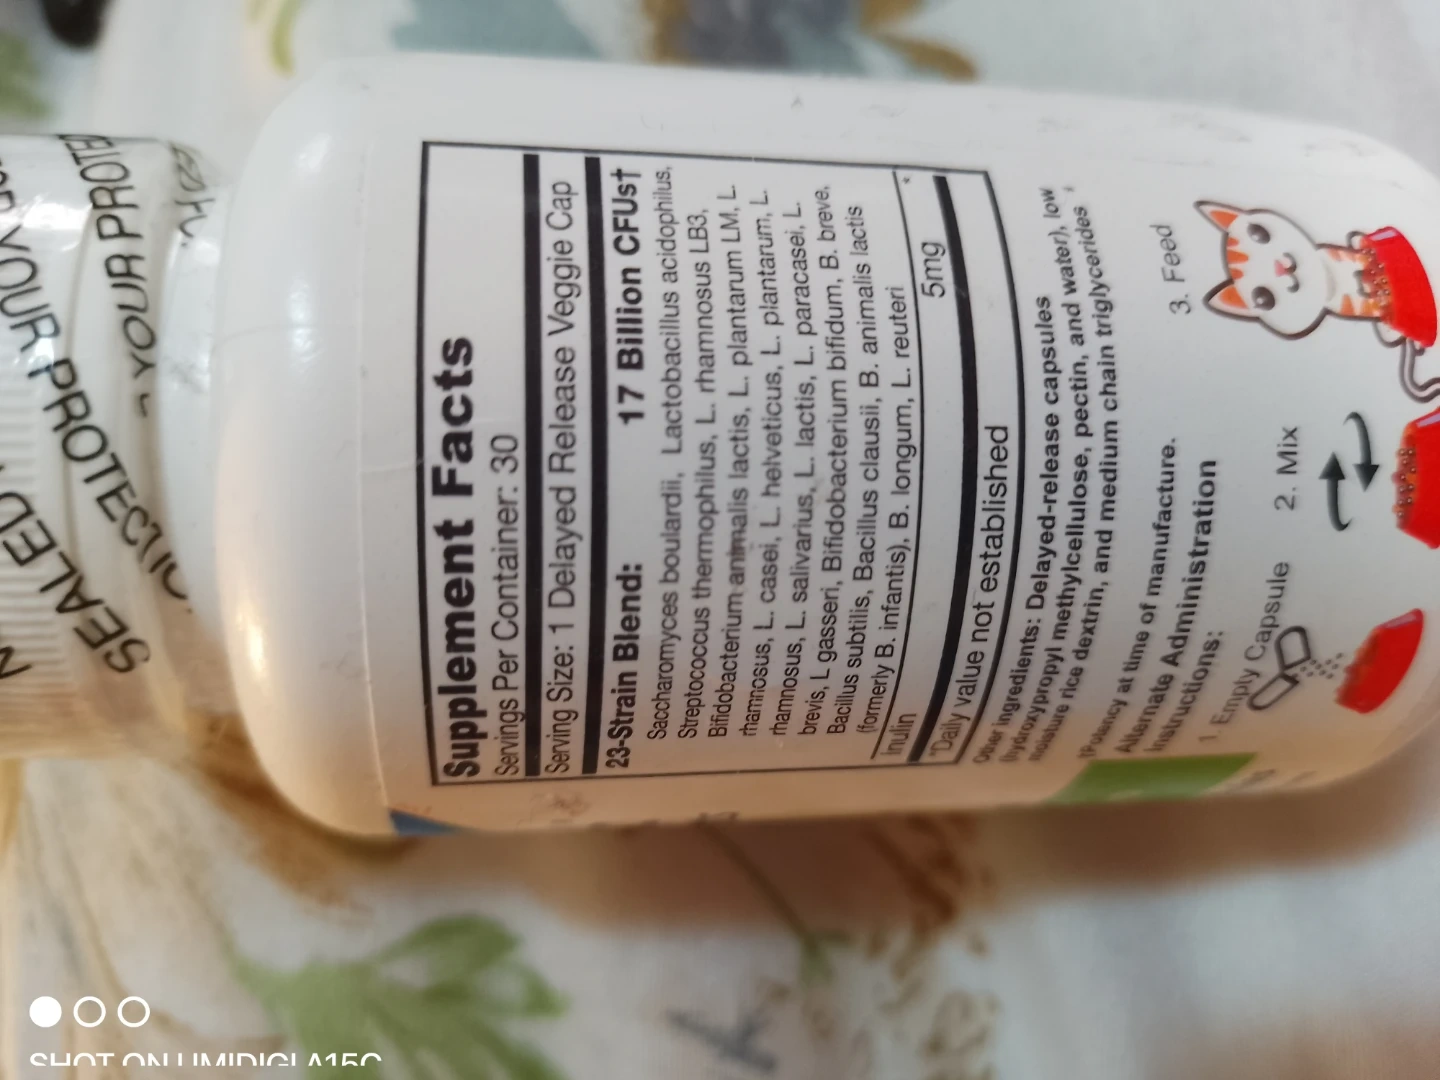 SEALED
YOUR PROTECTION
YOUR PROTEC
Supplement Facts
Servings Per Container: 30
Serving Size: 1 Delayed Release Veggie Cap
23-Strain Blend: 17 Billion CFUs†
Saccharomyces boulardii, Lactobacillus acidophilus,
Streptococcus thermophilus, L. rhamnosus LB3,
Bifidobacterium animalis lactis, L. plantarum LM, L.
rhamnosus, L. casei, L. helveticus, L. plantarum, L.
rhamnosus, L. salivarius, L. lactis, L. paracasei, L.
brevis, L gasseri, Bifidobacterium bifidum, B. breve,
Bacillus subtilis, Bacillus clausii, B. animalis lactis
(formerly B. infantis), B. longum, L. reuteri *
Inulin 5mg
*Daily value not established
Other ingredients: Delayed-release capsules
(hydroxypropyl methylcellulose, pectin, and water), low
moisture rice dextrin, and medium chain triglycerides
†Potency at time of manufacture.
Alternate Administration
Instructions:
1. Empty Capsule 2. Mix 3. Feed
SHOT ON UMIDIGI A15C